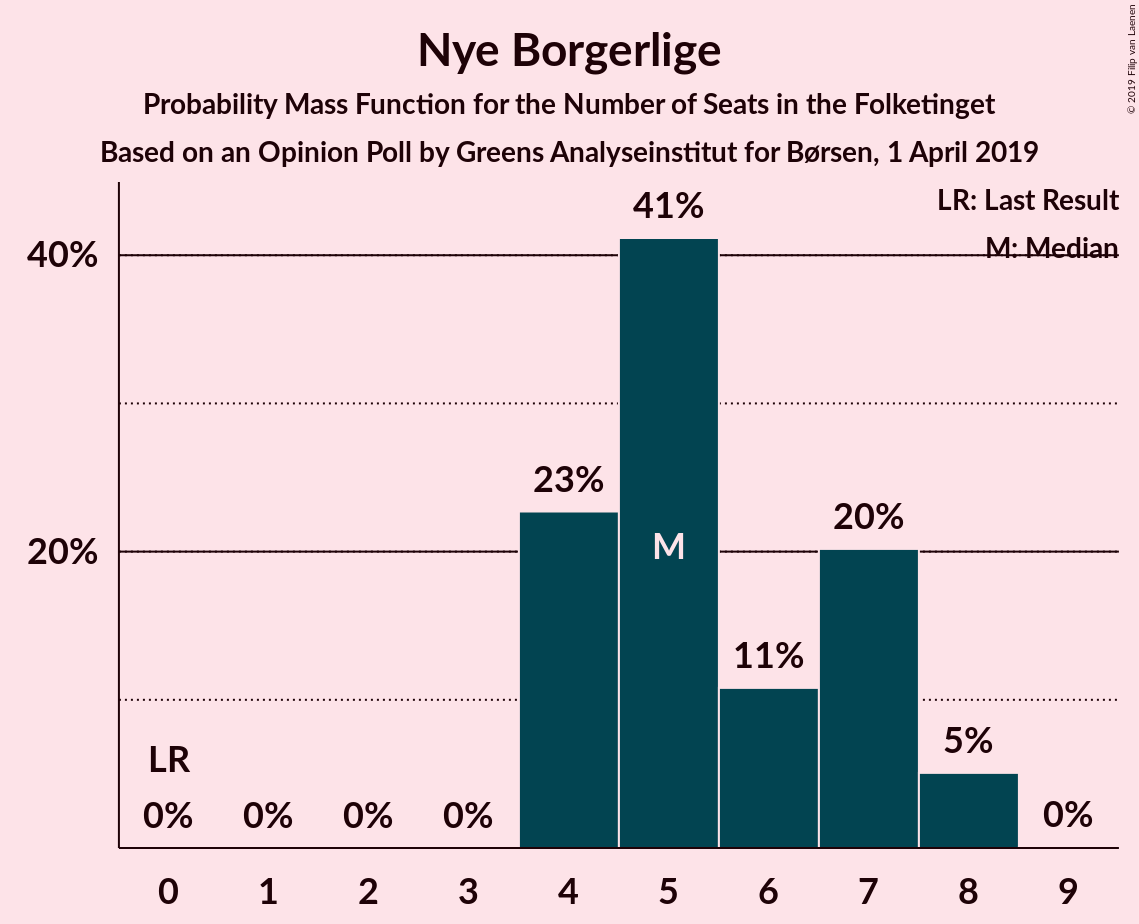 Nye Borgerlige
Probability Mass Function for the Number of Seats in the Folketinget
Based on an Opinion Poll by Greens Analyseinstitut for Børsen, 1 April 2019
© 2019 Filip van Laenen
LR: Last Result
M: Median
40%
20%
41%
23%
20%
11%
5%
M
LR
0%
0%
0%
0%
0%
0 1 2 3 4 5 6 7 8 9